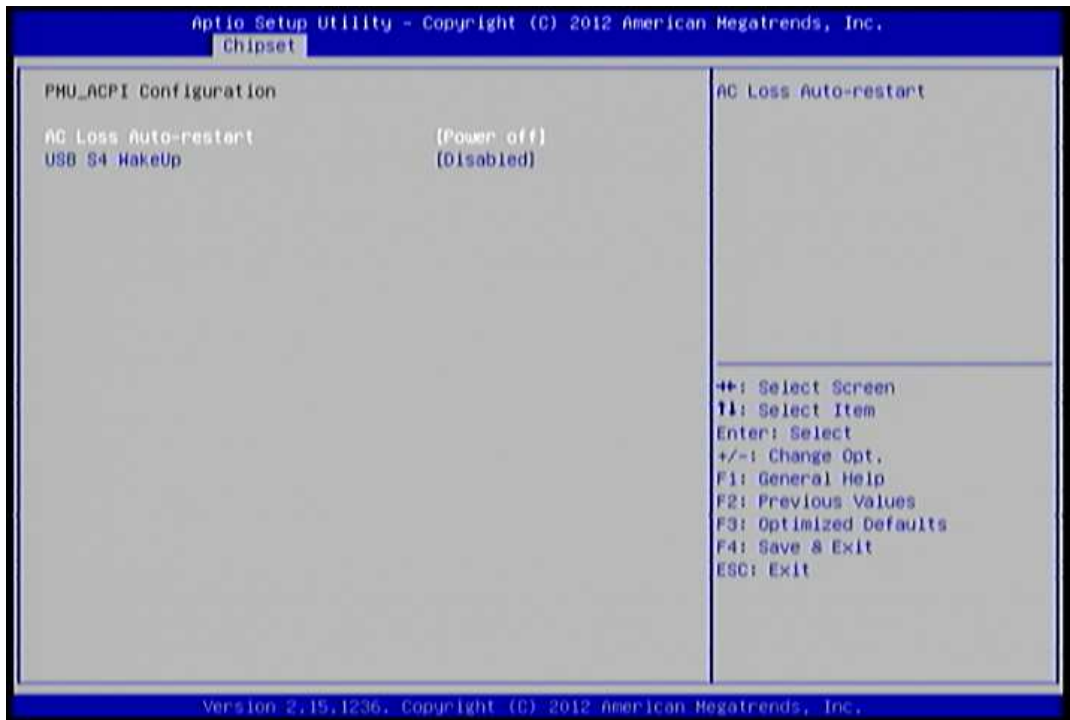 Aptio Setup Utility - Copyright (C) 2012 American Megatrends, Inc.
Chipset
PMU_ACPI Configuration
AC Loss Auto-restart [Power off]
USB S4 WakeUp [Disabled]
AC Loss Auto-restart
→←: Select Screen
↑↓: Select Item
Enter: Select
+/-: Change Opt.
F1: General Help
F2: Previous Values
F3: Optimized Defaults
F4: Save & Exit
ESC: Exit
Version 2.15.1236. Copyright (C) 2012 American Megatrends, Inc.